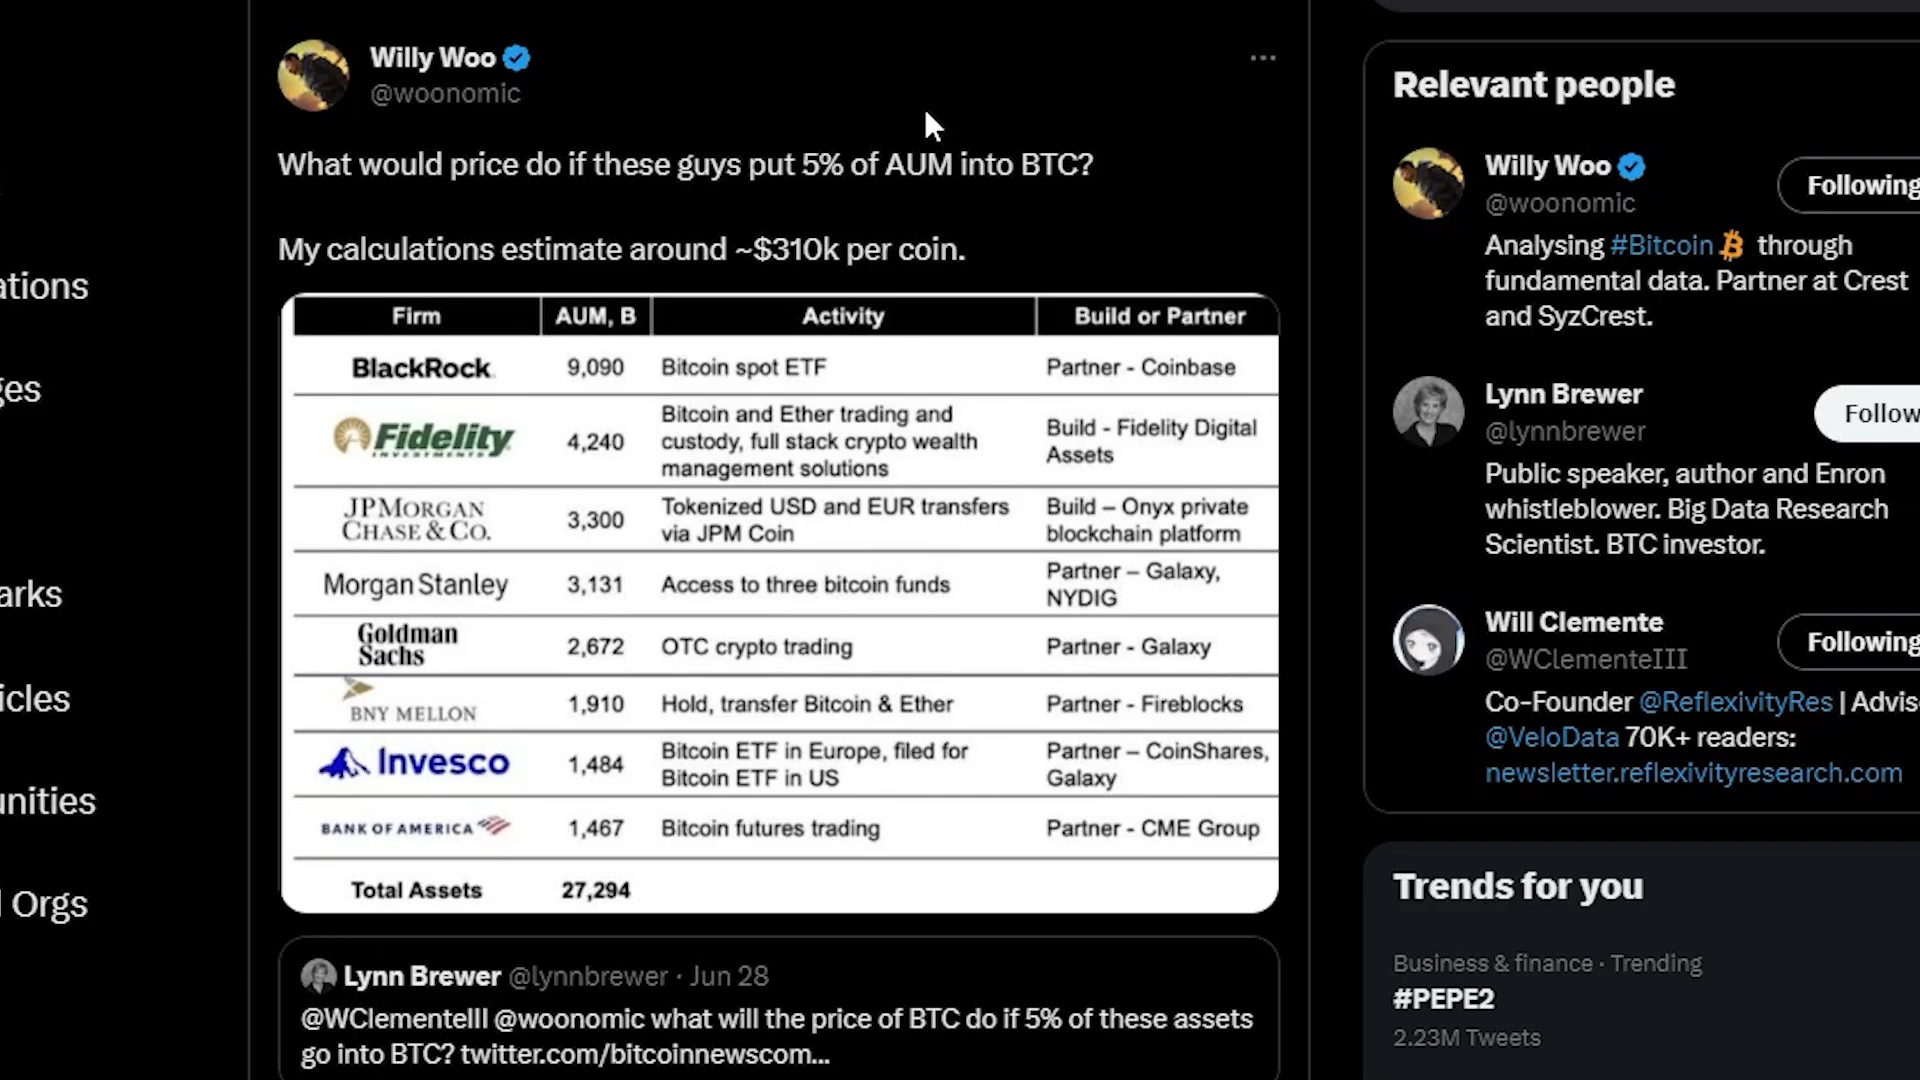 ations
ges
arks
icles
unities
Orgs
Willy Woo
@woonomic
What would price do if these guys put 5% of AUM into BTC?
My calculations estimate around ~$310k per coin.
Firm AUM, B Activity Build or Partner
BlackRock 9,090 Bitcoin spot ETF Partner - Coinbase
Fidelity INVESTMENTS 4,240 Bitcoin and Ether trading and
custody, full stack crypto wealth
management solutions
Build - Fidelity Digital
Assets
JPMORGAN
CHASE & CO. 3,300 Tokenized USD and EUR transfers
via JPM Coin
Build – Onyx private
blockchain platform
Morgan Stanley 3,131 Access to three bitcoin funds Partner – Galaxy,
NYDIG
Goldman
Sachs 2,672 OTC crypto trading Partner - Galaxy
BNY MELLON 1,910 Hold, transfer Bitcoin & Ether Partner - Fireblocks
Invesco 1,484 Bitcoin ETF in Europe, filed for
Bitcoin ETF in US
Partner – CoinShares,
Galaxy
BANK OF AMERICA 1,467 Bitcoin futures trading Partner - CME Group
Total Assets 27,294
Lynn Brewer @lynnbrewer · Jun 28
@WClementeIII @woonomic what will the price of BTC do if 5% of these assets
go into BTC? twitter.com/bitcoinnewscom...
Relevant people
Willy Woo
@woonomic
Following
Analysing #Bitcoin through
fundamental data. Partner at Crest
and SyzCrest.
Lynn Brewer
@lynnbrewer
Follow
Public speaker, author and Enron
whistleblower. Big Data Research
Scientist. BTC investor.
Will Clemente
@WClementeIII
Following
Co-Founder @ReflexivityRes | Advis
@VeloData 70K+ readers:
newsletter.reflexivityresearch.com
Trends for you
Business & finance · Trending
#PEPE2
2.23M Tweets